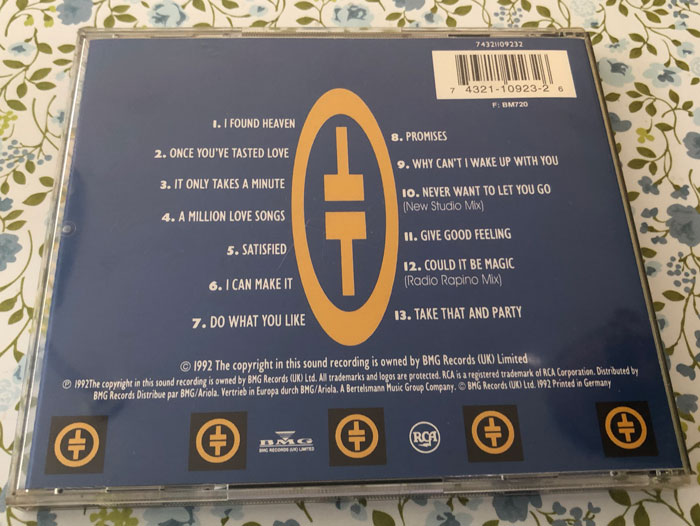 74321109232
7 4321-10923-2 6
F: BM720
1. I FOUND HEAVEN
2. ONCE YOU'VE TASTED LOVE
3. IT ONLY TAKES A MINUTE
4. A MILLION LOVE SONGS
5. SATISFIED
6. I CAN MAKE IT
7. DO WHAT YOU LIKE
8. PROMISES
9. WHY CAN'T I WAKE UP WITH YOU
10. NEVER WANT TO LET YOU GO
(New Studio Mix)
11. GIVE GOOD FEELING
12. COULD IT BE MAGIC
(Radio Rapino Mix)
13. TAKE THAT AND PARTY
© 1992 The copyright in this sound recording is owned by BMG Records (UK) Limited
℗ 1992The copyright in this sound recording is owned by BMG Records (UK) Ltd. All trademarks and logos are protected. RCA is a registered trademark of RCA Corporation. Distributed by
BMG Records Distribue par BMG/Ariola. Vertrieb in Europa durch BMG/Ariola. A Bertelsmann Music Group Company. © BMG Records (UK) Ltd. 1992 Printed in Germany
BMG
BMG RECORDS (UK) LIMITED
RCA